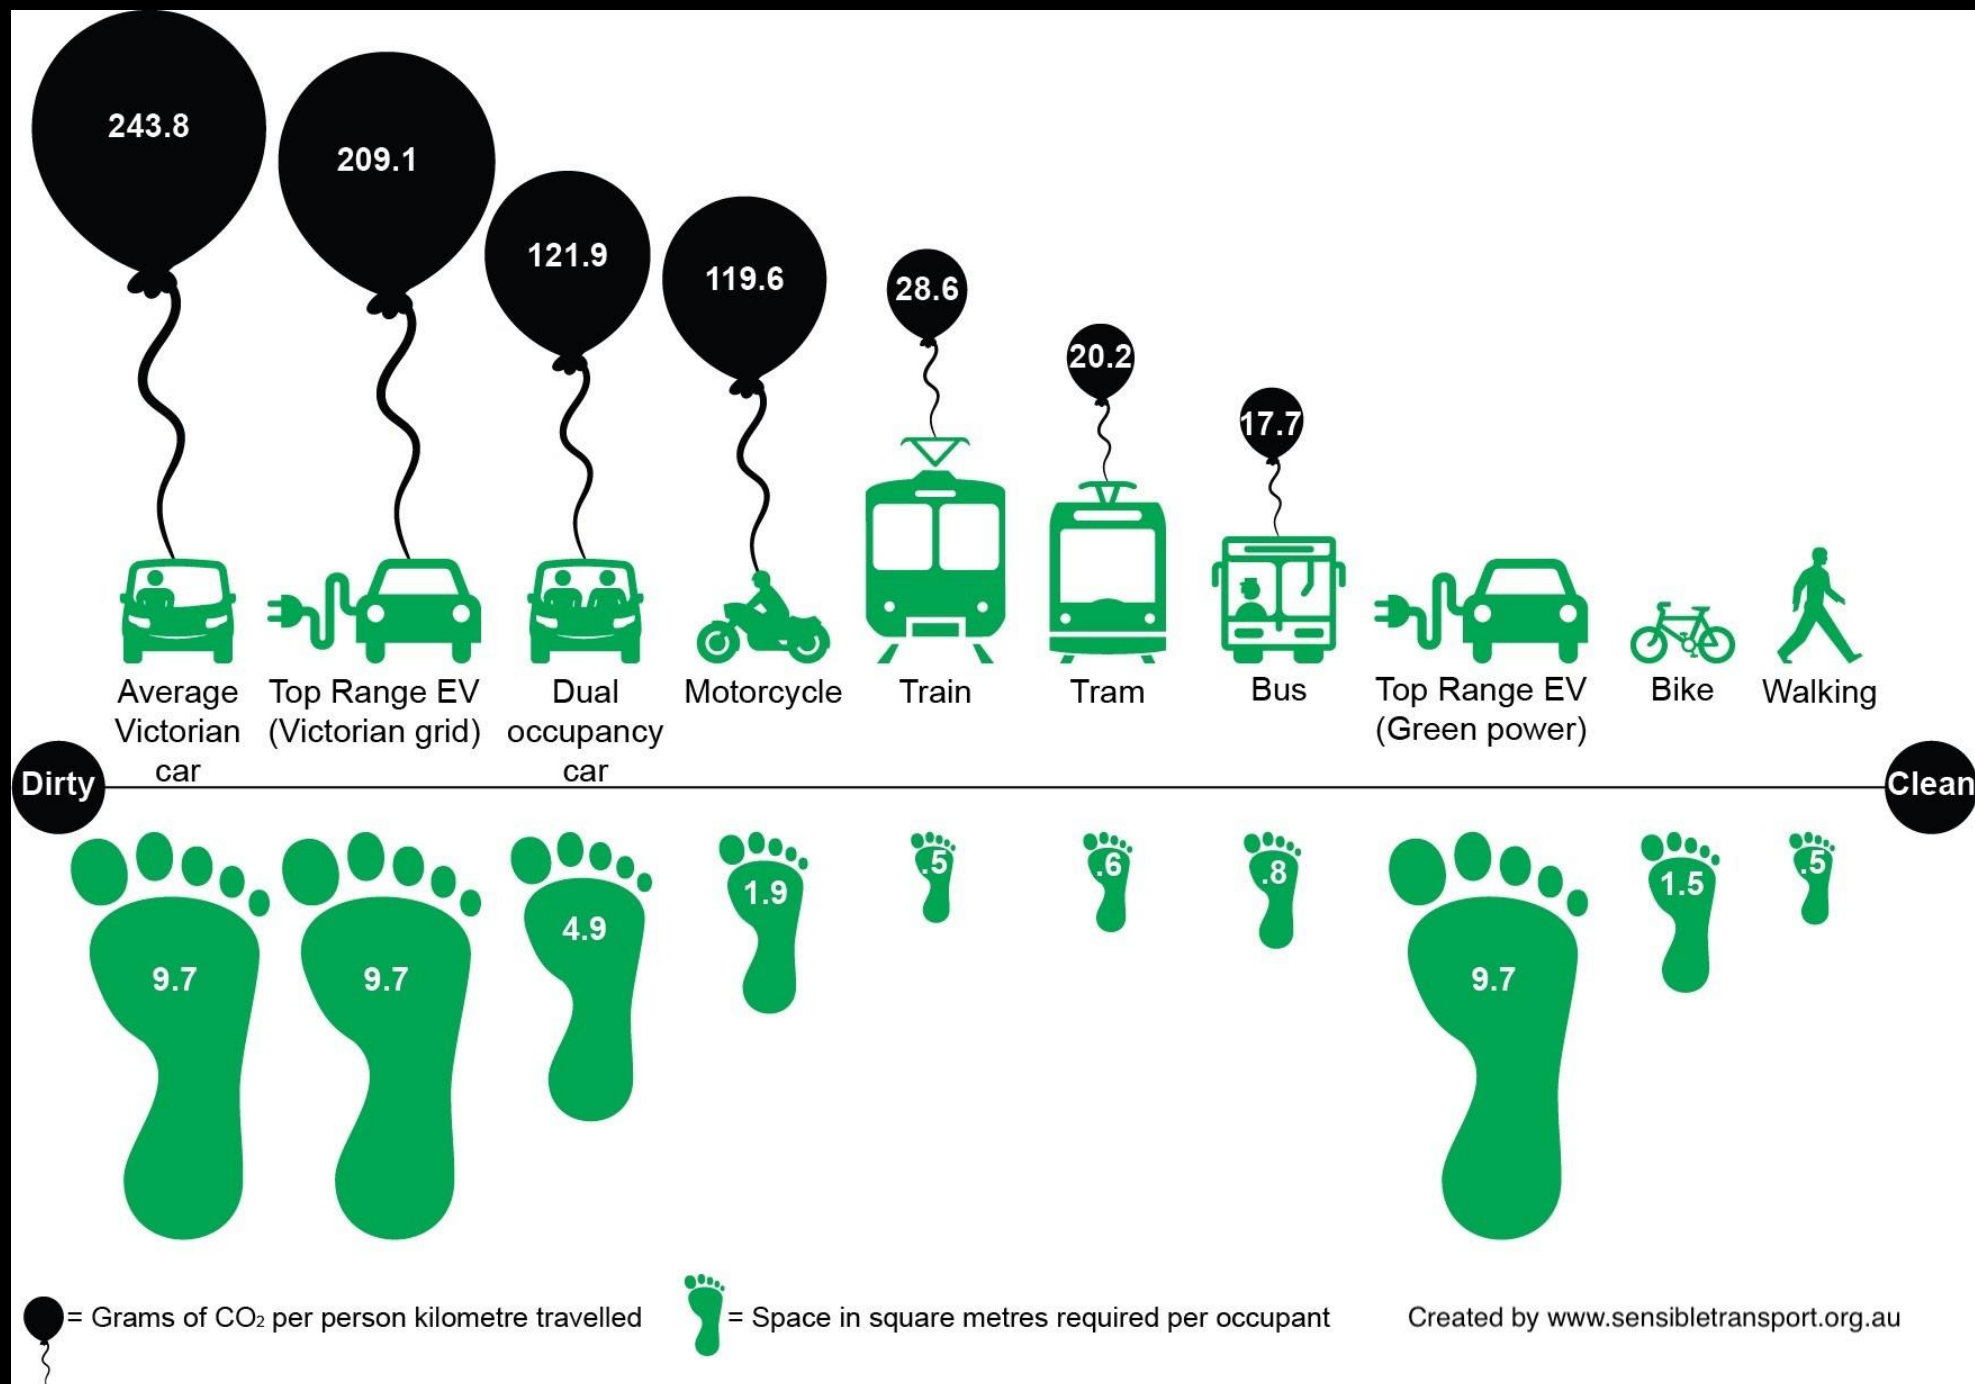 243.8
209.1
121.9
119.6
28.6
20.2
17.7
Average
Victorian
car
Top Range EV
(Victorian grid)
Dual
occupancy
car
Motorcycle
Train
Tram
Bus
Top Range EV
(Green power)
Bike
Walking
Dirty
Clean
9.7
9.7
4.9
1.9
.5
.6
.8
9.7
1.5
.5
= Grams of CO₂ per person kilometre travelled
= Space in square metres required per occupant
Created by www.sensibletransport.org.au